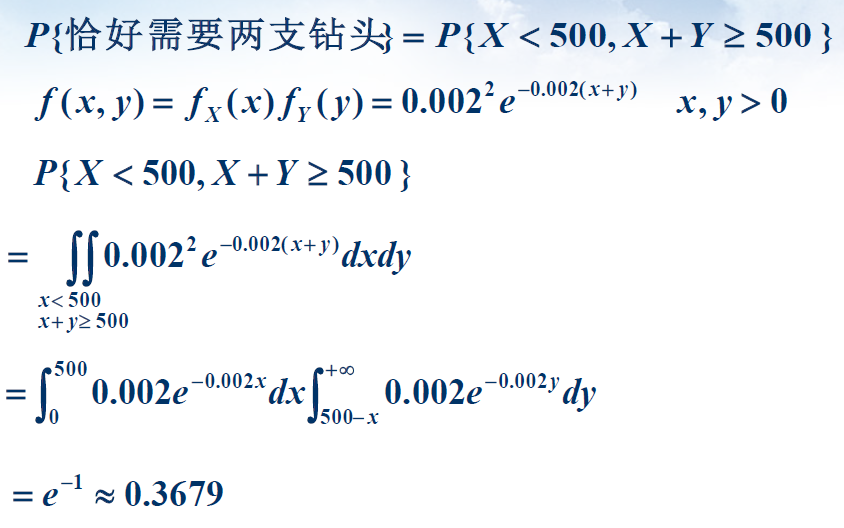 P{恰好需要两支钻头} = P{X < 500, X + Y ≥ 500 }
f(x, y) = f_X(x) f_Y(y) = 0.002² e^{−0.002(x+y)}   x, y > 0
P{X < 500, X + Y ≥ 500 }
= ∬_{x<500, x+y≥500} 0.002² e^{−0.002(x+y)} dxdy
= ∫_0^{500} 0.002e^{−0.002x} dx ∫_{500−x}^{+∞} 0.002e^{−0.002y} dy
= e^{−1} ≈ 0.3679